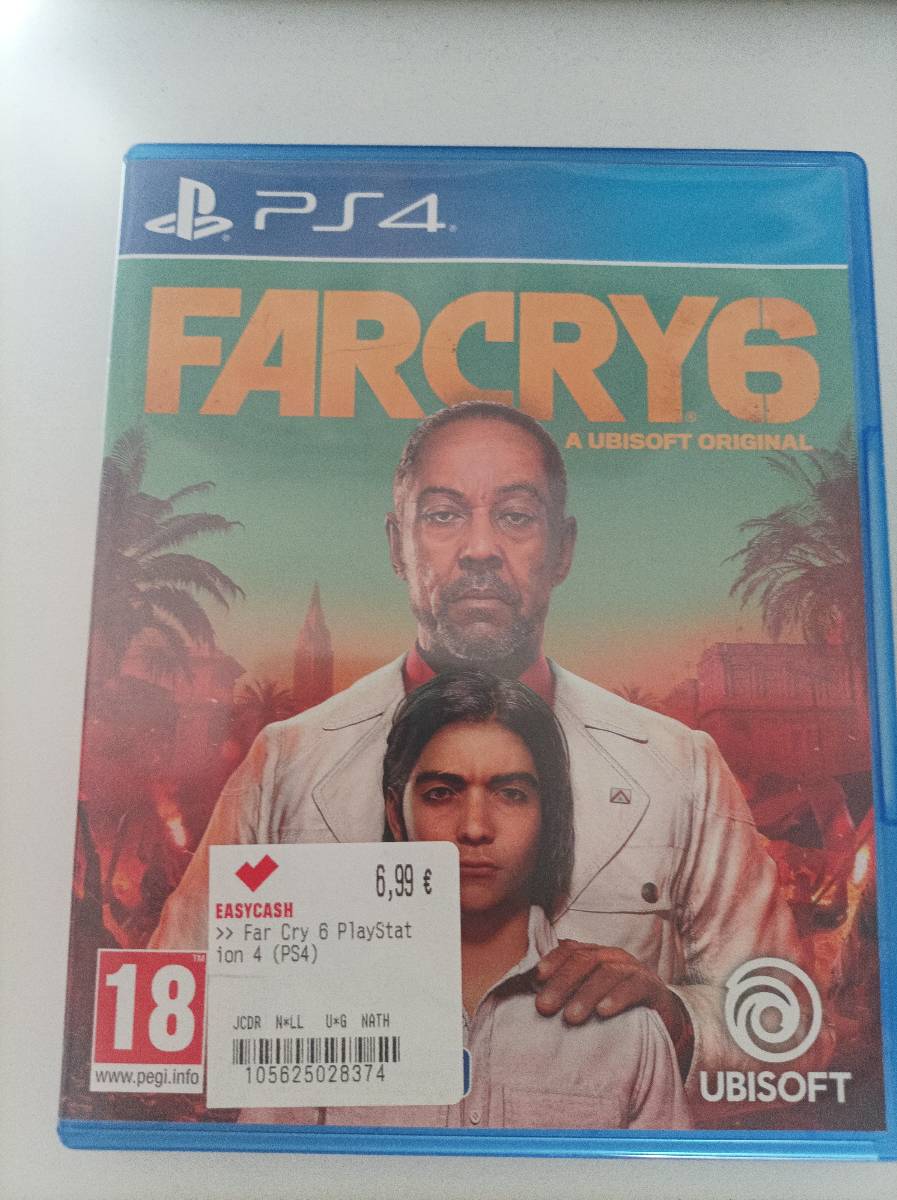 PS4
FARCRY6
A UBISOFT ORIGINAL
6,99 €
EASYCASH
>> Far Cry 6 PlayStat
ion 4 (PS4)
JCDR N*LL U*G NATH
105625028374
18
www.pegi.info
UBISOFT